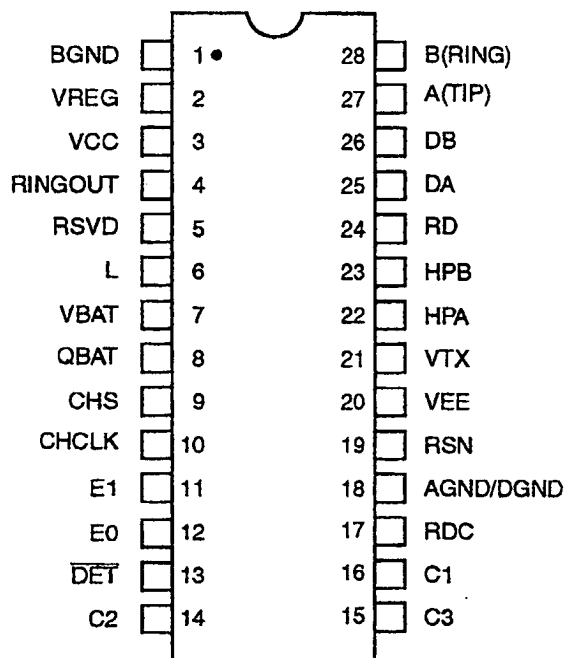 BGND 1 28 B(RING)
VREG 2 27 A(TIP)
VCC 3 26 DB
RINGOUT 4 25 DA
RSVD 5 24 RD
L 6 23 HPB
VBAT 7 22 HPA
QBAT 8 21 VTX
CHS 9 20 VEE
CHCLK 10 19 RSN
E1 11 18 AGND/DGND
E0 12 17 RDC
DET 13 16 C1
C2 14 15 C3